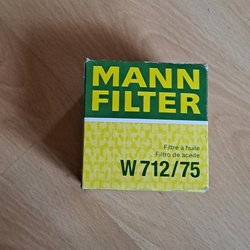 MANN
FILTER
Filtre à huile
Filtro de aceite
W 712/75